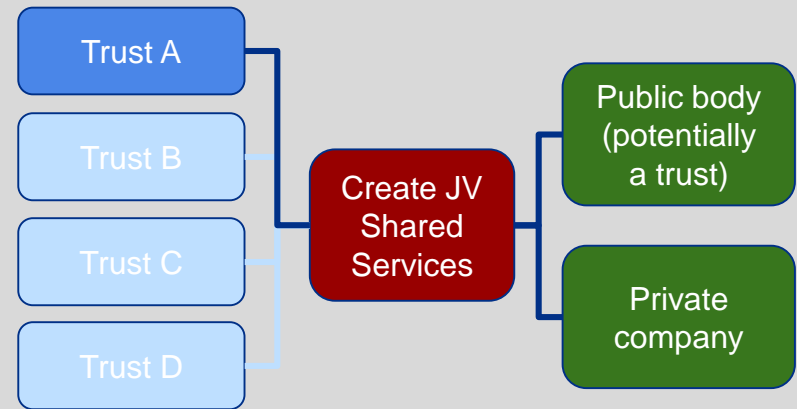 Trust A
Trust B
Trust C
Trust D
Create JV
Shared
Services
Public body
(potentially
a trust)
Private
company